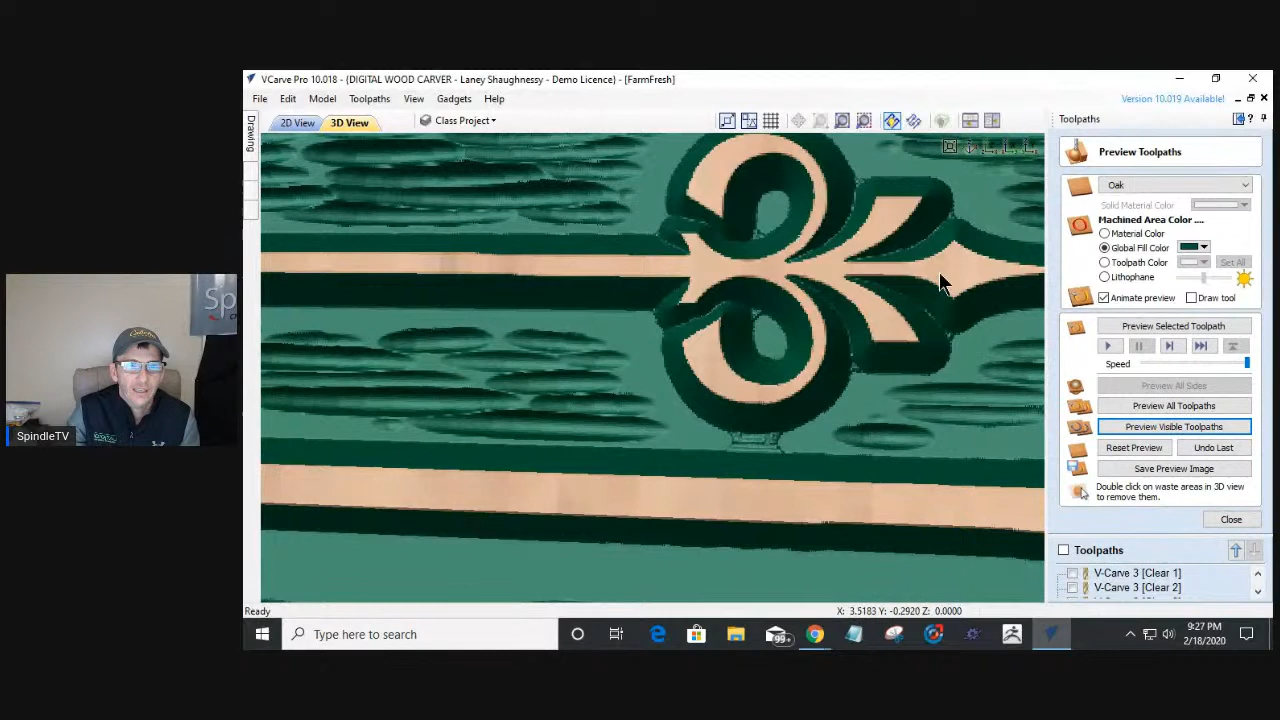 VCarve Pro 10.018 - {DIGITAL WOOD CARVER - Laney Shaughnessy - Demo Licence} - [FarmFresh]
File Edit Model Toolpaths View Gadgets Help
Version 10.019 Available!
2D View 3D View
Class Project
Drawing
Toolpaths
Preview Toolpaths
Oak
Solid Material Color
Machined Area Color ....
Material Color
Global Fill Color
Toolpath Color
Set All
Lithophane
Animate preview
Draw tool
Preview Selected Toolpath
Speed
Preview All Sides
Preview All Toolpaths
Preview Visible Toolpaths
Reset Preview
Undo Last
Save Preview Image
Double click on waste areas in 3D view
to remove them.
Close
Toolpaths
V-Carve 3 [Clear 1]
V-Carve 3 [Clear 2]
Sp
SpindleTV
Ready
X: 3.5183 Y: -0.2920 Z: 0.0000
Type here to search
99+
9:27 PM
2/18/2020